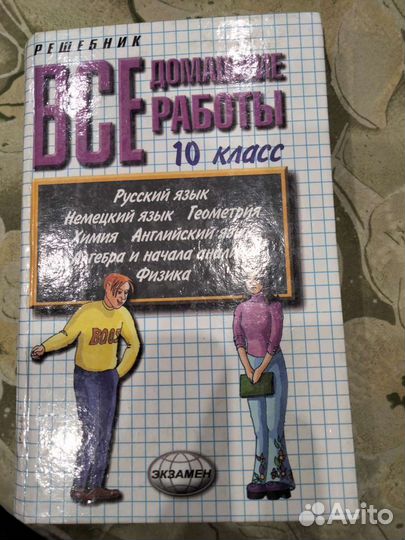 РЕШЕБНИК
ВСЕ ДОМАШНИЕ
РАБОТЫ
10 класс
Русский язык
Немецкий язык Геометрия
Химия Английский язык
Алгебра и начала анализа
Физика
BOOS
ЭКЗАМЕН
Avito